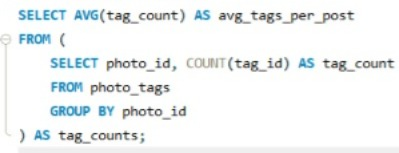 SELECT AVG(tag_count) AS avg_tags_per_post
FROM (
SELECT photo_id, COUNT(tag_id) AS tag_count
FROM photo_tags
GROUP BY photo_id
) AS tag_counts;